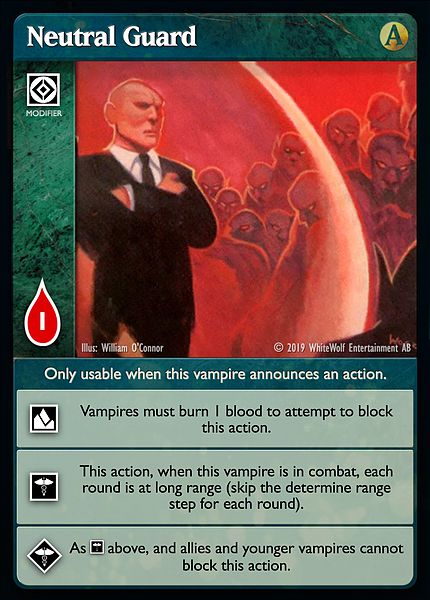 Neutral Guard
A
MODIFIER
1
Illus: William O'Connor
© 2019 WhiteWolf Entertainment AB
Only usable when this vampire announces an action.
Vampires must burn 1 blood to attempt to block
this action.
This action, when this vampire is in combat, each
round is at long range (skip the determine range
step for each round).
As above, and allies and younger vampires cannot
block this action.